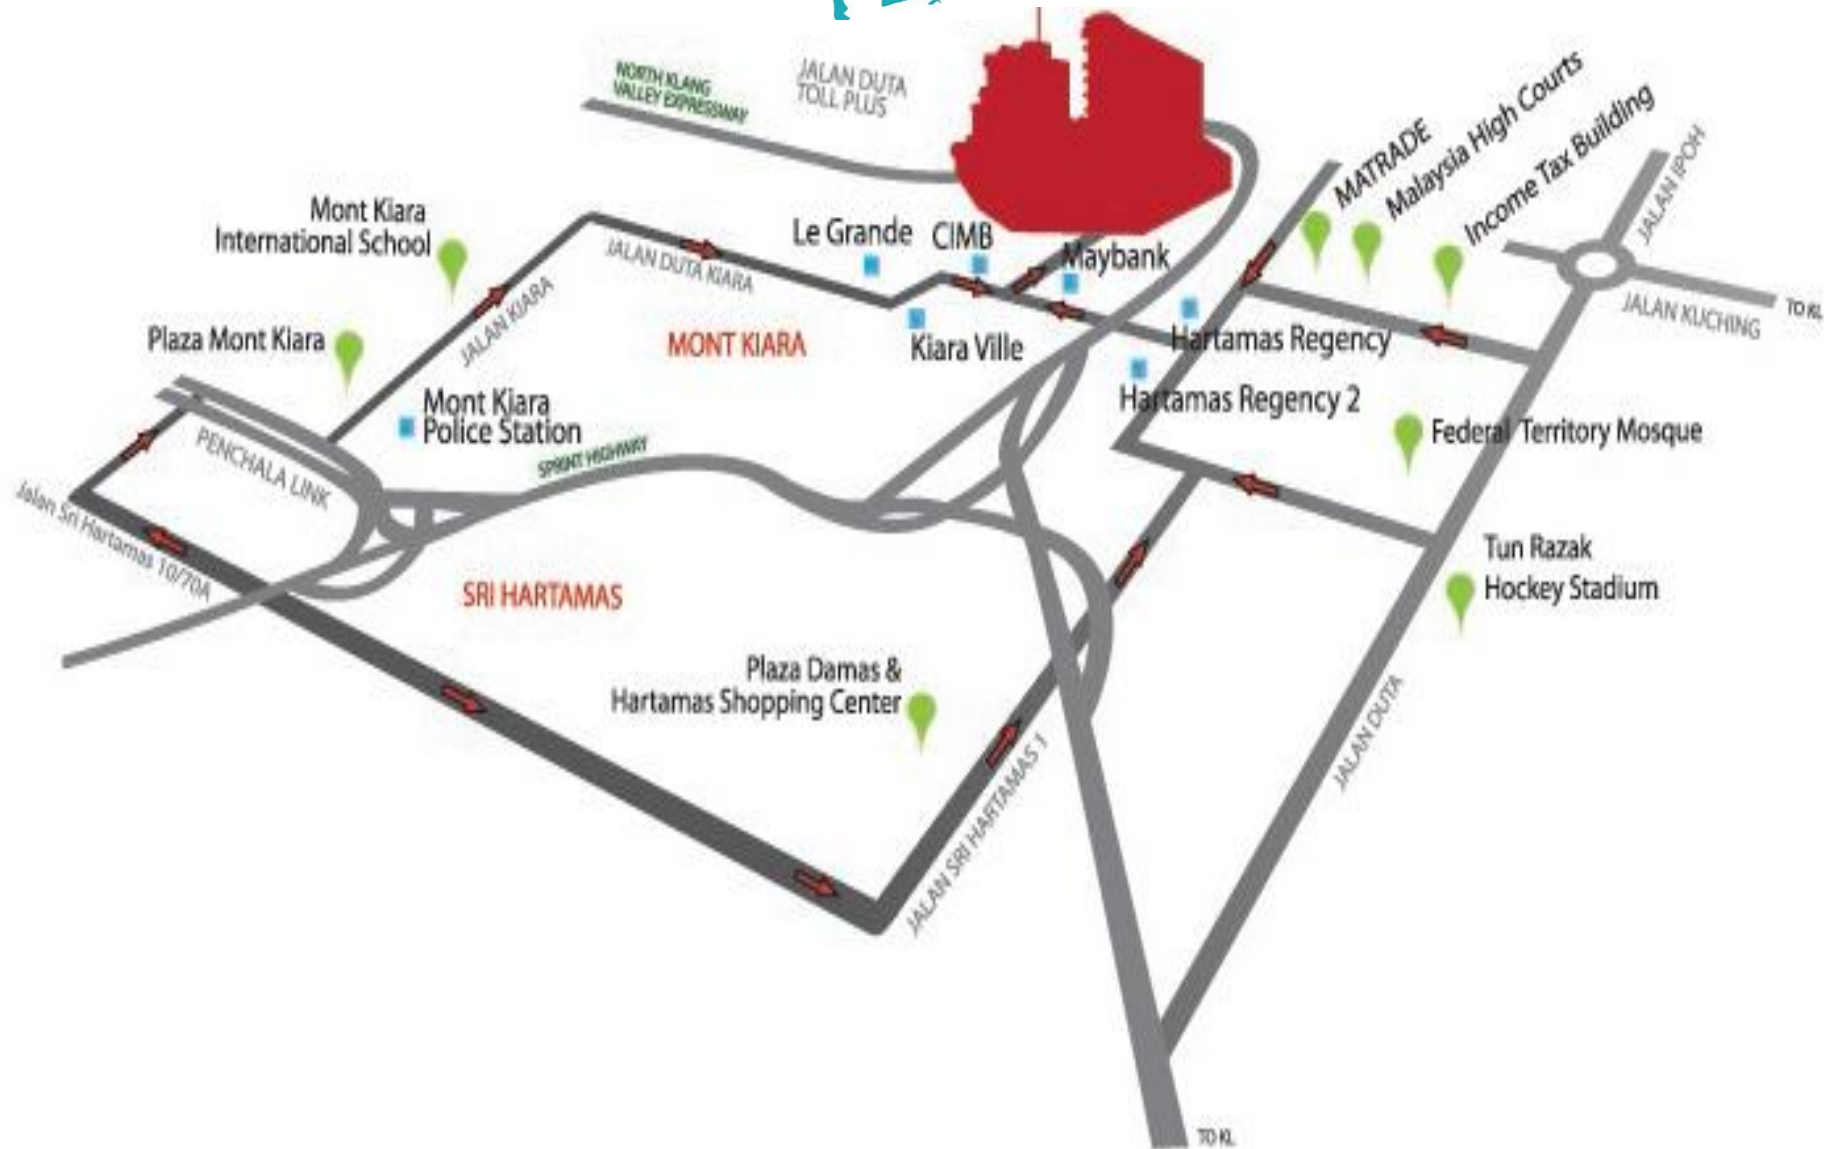 NORTH KLANG
VALLEY EXPRESSWAY
JALAN DUTA
TOLL PLUS
MATRADE
Malaysia High Courts
Income Tax Building
JALAN IPOH
Mont Kiara
International School
JALAN DUTA KIARA
Le Grande
CIMB
Maybank
JALAN KUCHING
TO KL
Plaza Mont Kiara
JALAN KIARA
MONT KIARA
Kiara Ville
Hartamas Regency
Hartamas Regency 2
Mont Kiara
Police Station
Federal Territory Mosque
PENCHALA LINK
SPRINT HIGHWAY
Jalan Sri Hartamas 10/70A
SRI HARTAMAS
Tun Razak
Hockey Stadium
Plaza Damas &
Hartamas Shopping Center
JALAN SRI HARTAMAS 1
JALAN DUTA
TO KL